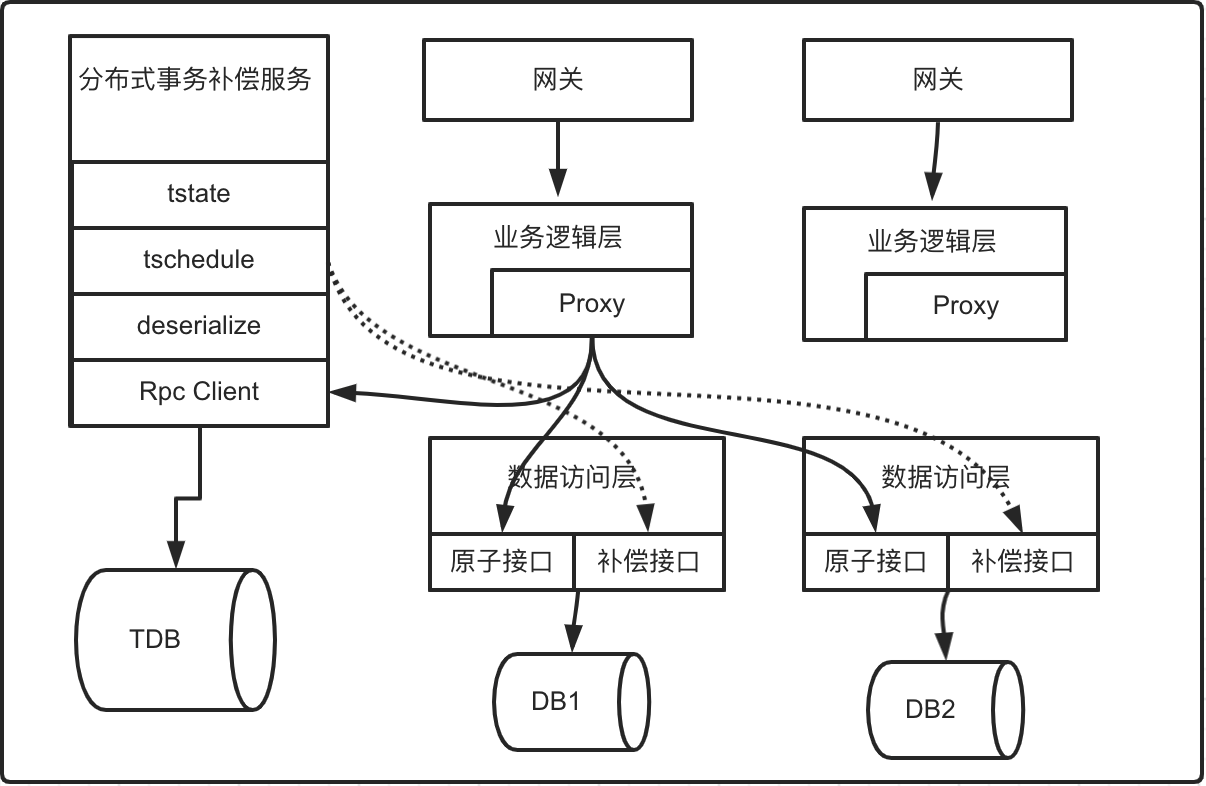 分布式事务补偿服务
tstate
tschedule
deserialize
Rpc Client
TDB
网关
业务逻辑层
Proxy
数据访问层
原子接口
补偿接口
DB1
网关
业务逻辑层
Proxy
数据访问层
原子接口
补偿接口
DB2